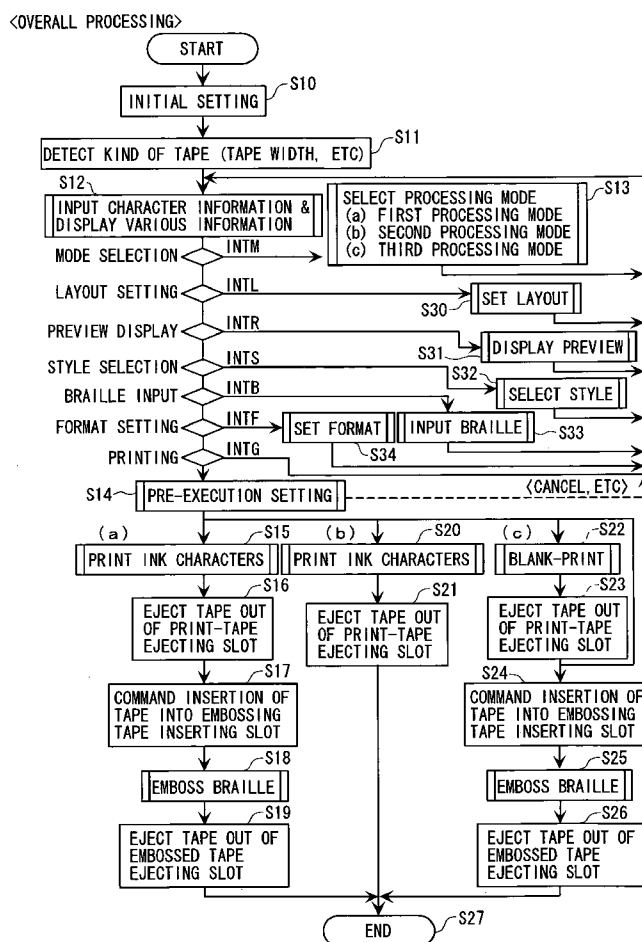 <OVERALL PROCESSING>
START
S10
INITIAL SETTING
S11
DETECT KIND OF TAPE (TAPE WIDTH, ETC)
S12
INPUT CHARACTER INFORMATION &
DISPLAY VARIOUS INFORMATION
S13
SELECT PROCESSING MODE
(a) FIRST PROCESSING MODE
(b) SECOND PROCESSING MODE
(c) THIRD PROCESSING MODE
MODE SELECTION
INTM
LAYOUT SETTING
INTL
SET LAYOUT
S30
PREVIEW DISPLAY
INTR
DISPLAY PREVIEW
S31
STYLE SELECTION
INTS
S32
SELECT STYLE
BRAILLE INPUT
INTB
FORMAT SETTING
INTF
SET FORMAT
INPUT BRAILLE
S34
S33
PRINTING
INTG
S14
PRE-EXECUTION SETTING
<CANCEL, ETC>
(a)
S15
PRINT INK CHARACTERS
S16
EJECT TAPE OUT
OF PRINT-TAPE
EJECTING SLOT
S17
COMMAND INSERTION OF
TAPE INTO EMBOSSING
TAPE INSERTING SLOT
S18
EMBOSS BRAILLE
S19
EJECT TAPE OUT OF
EMBOSSED TAPE
EJECTING SLOT
(b)
S20
PRINT INK CHARACTERS
S21
EJECT TAPE OUT
OF PRINT-TAPE
EJECTING SLOT
(c)
S22
BLANK-PRINT
S23
EJECT TAPE OUT
OF PRINT-TAPE
EJECTING SLOT
S24
COMMAND INSERTION OF
TAPE INTO EMBOSSING
TAPE INSERTING SLOT
S25
EMBOSS BRAILLE
S26
EJECT TAPE OUT OF
EMBOSSED TAPE
EJECTING SLOT
END
S27